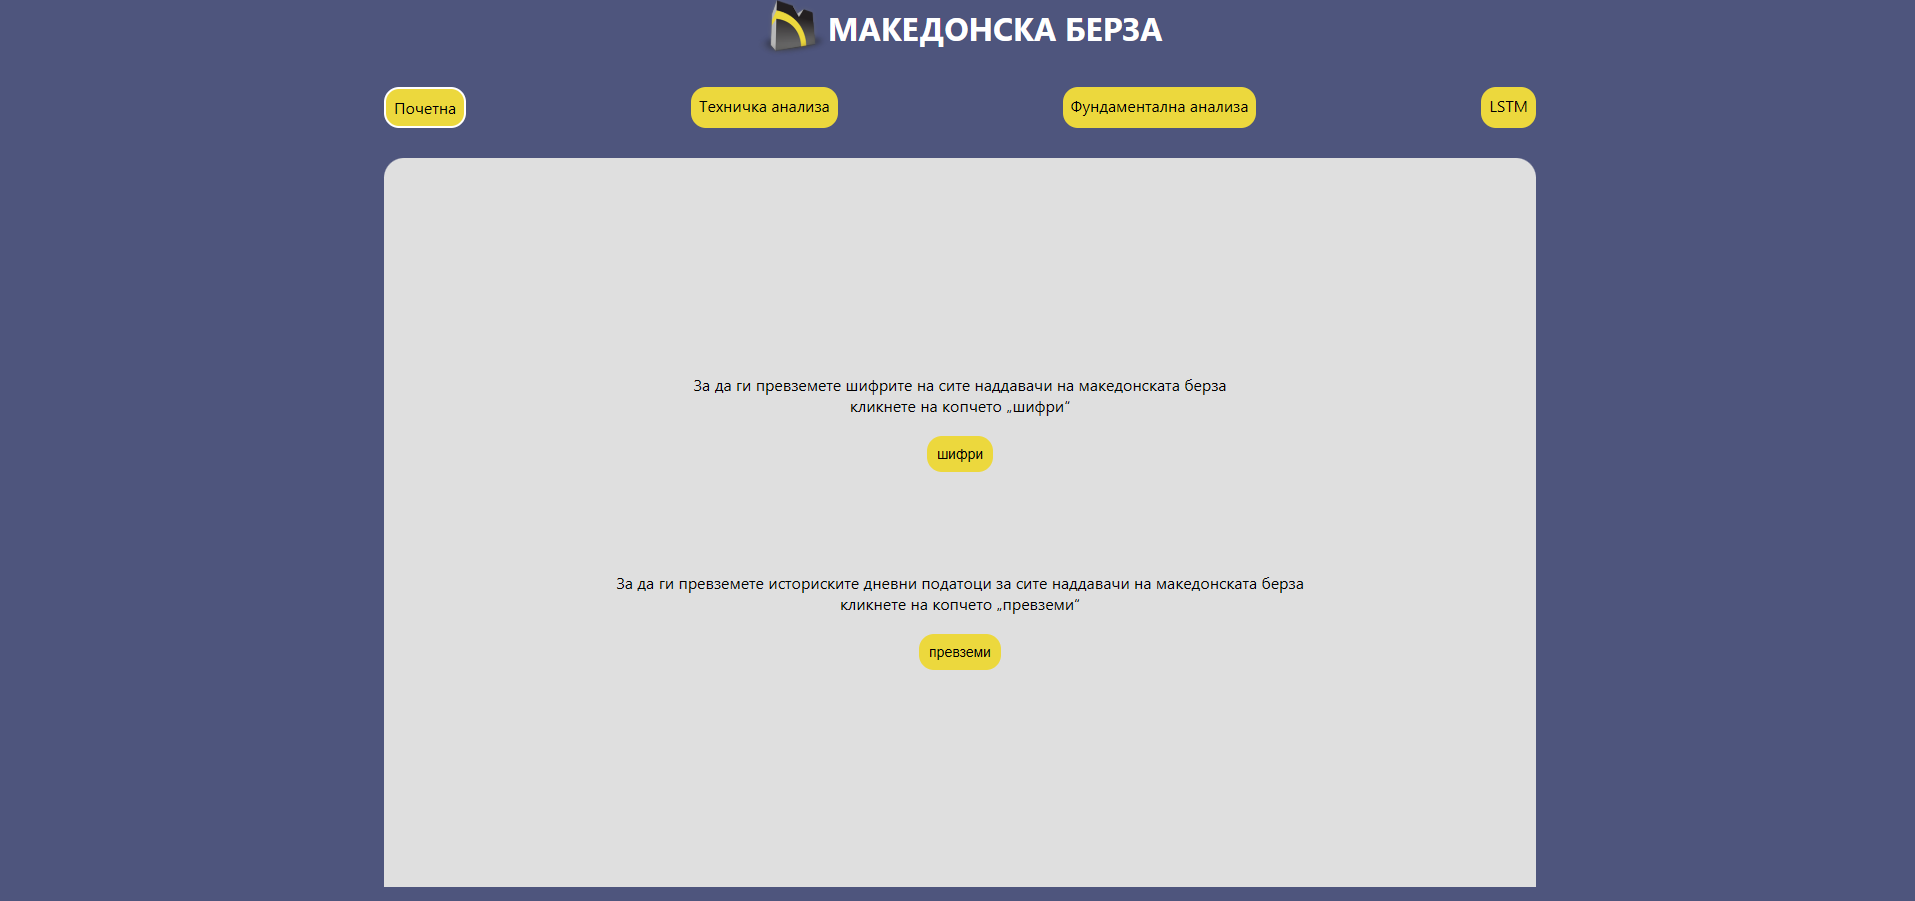 МАКЕДОНСКА БЕРЗА
Почетна
Техничка анализа
Фундаментална анализа
LSTM
За да ги превземете шифрите на сите наддавачи на македонската берза
кликнете на копчето „шифри“
шифри
За да ги превземете историските дневни податоци за сите наддавачи на македонската берза
кликнете на копчето „превземи“
превземи